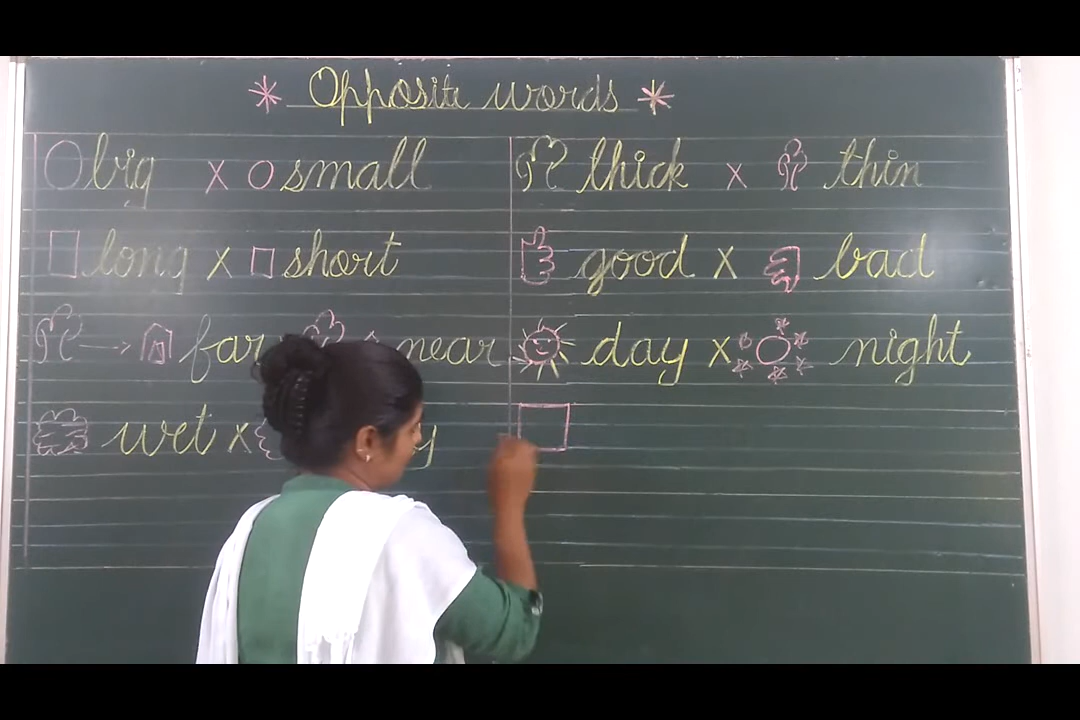 * Opposite words *
big x small
thick x thin
long x short
good x bad
far near
day x night
wet x